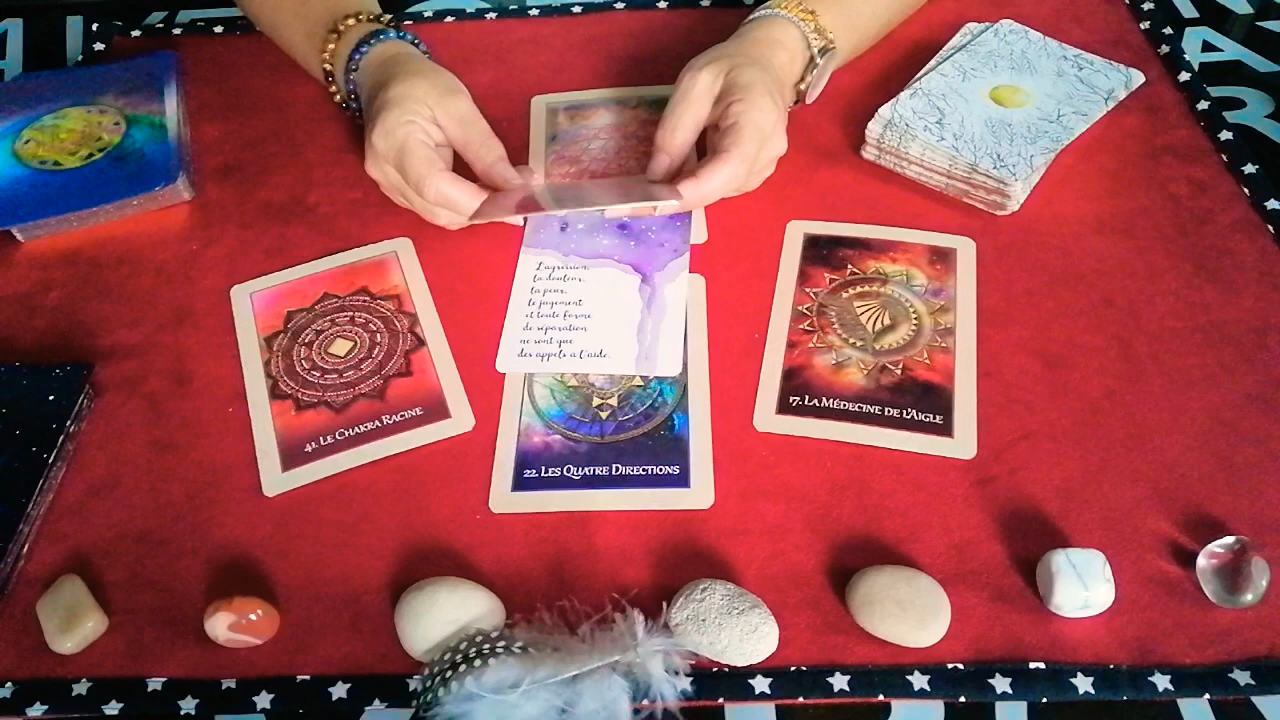 L'agression,
la douleur,
la peur,
le jugement
et toute forme
de séparation
ne sont que
des appels à l'aide.
41. LE CHAKRA RACINE
22. LES QUATRE DIRECTIONS
17. LA MÉDECINE DE L'AIGLE